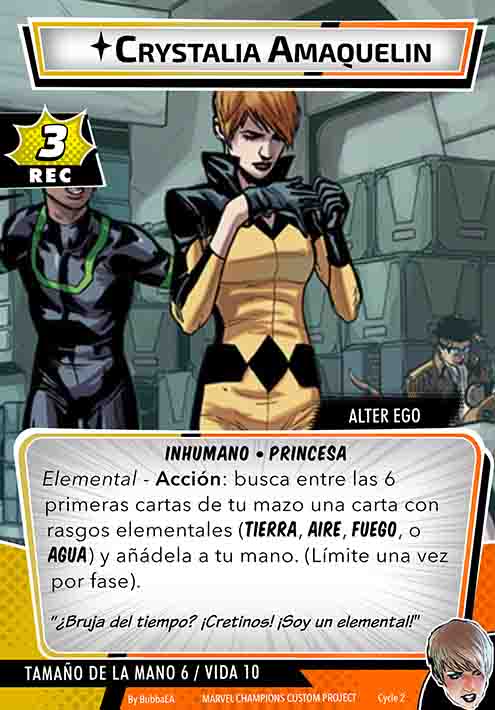 CRYSTALIA AMAQUELIN
3
REC
ALTER EGO
INHUMANO • PRINCESA
Elemental - Acción: busca entre las 6
primeras cartas de tu mazo una carta con
rasgos elementales (TIERRA, AIRE, FUEGO, o
AGUA) y añádela a tu mano. (Límite una vez
por fase).
"¿Bruja del tiempo? ¡Cretinos! ¡Soy un elemental!"
TAMAÑO DE LA MANO 6 / VIDA 10
By BubbaEA. MARVEL CHAMPIONS CUSTOM PROJECT Cycle 2